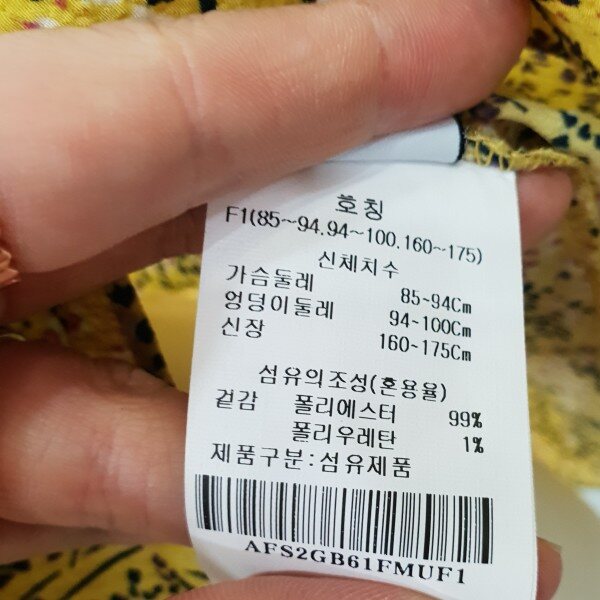 호칭
F1(85~94.94~100.160~175)
신체치수
가슴둘레 85~94Cm
엉덩이둘레 94~100Cm
신장 160~175Cm
섬유의조성(혼용율)
겉감 폴리에스터 99%
폴리우레탄 1%
제품구분:섬유제품
AFS2GB61FMUF1